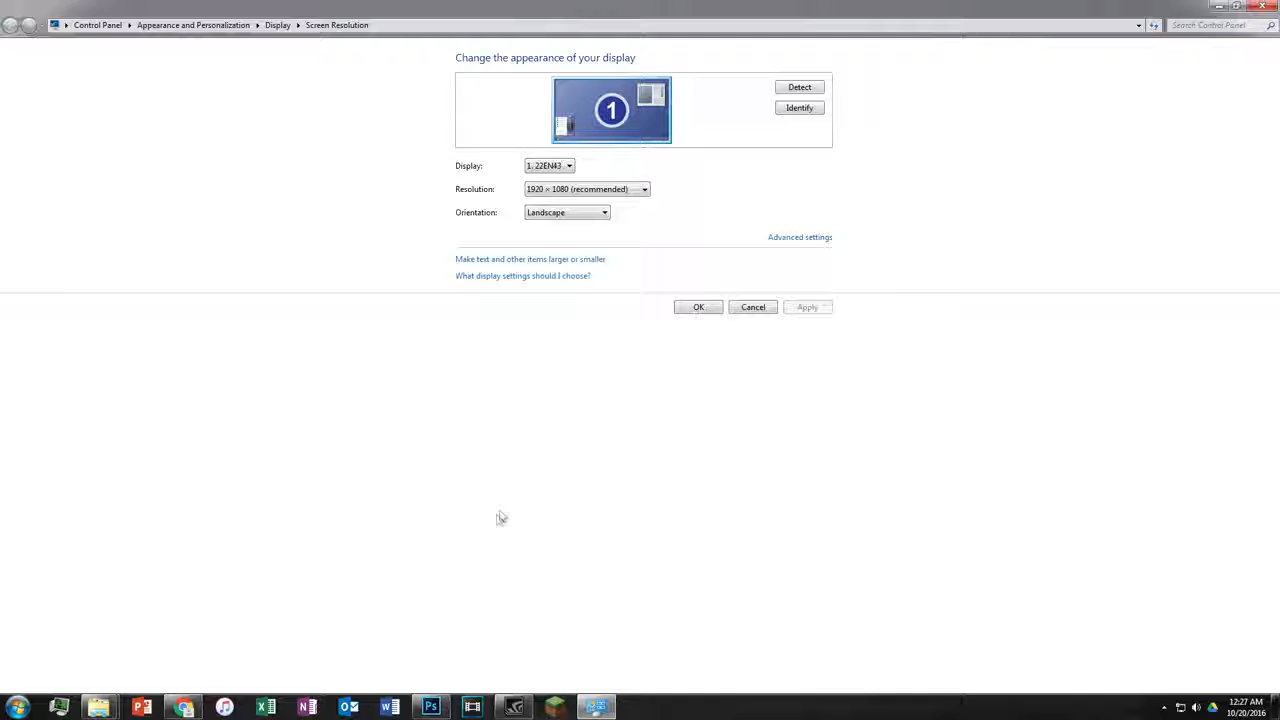 Control Panel Appearance and Personalization Display Screen Resolution
Search Control Panel
Change the appearance of your display
1
Detect
Identify
Display: 1. 22EN43
Resolution: 1920 × 1080 (recommended)
Orientation: Landscape
Advanced settings
Make text and other items larger or smaller
What display settings should I choose?
OK Cancel Apply
Ps
12:27 AM
10/20/2016